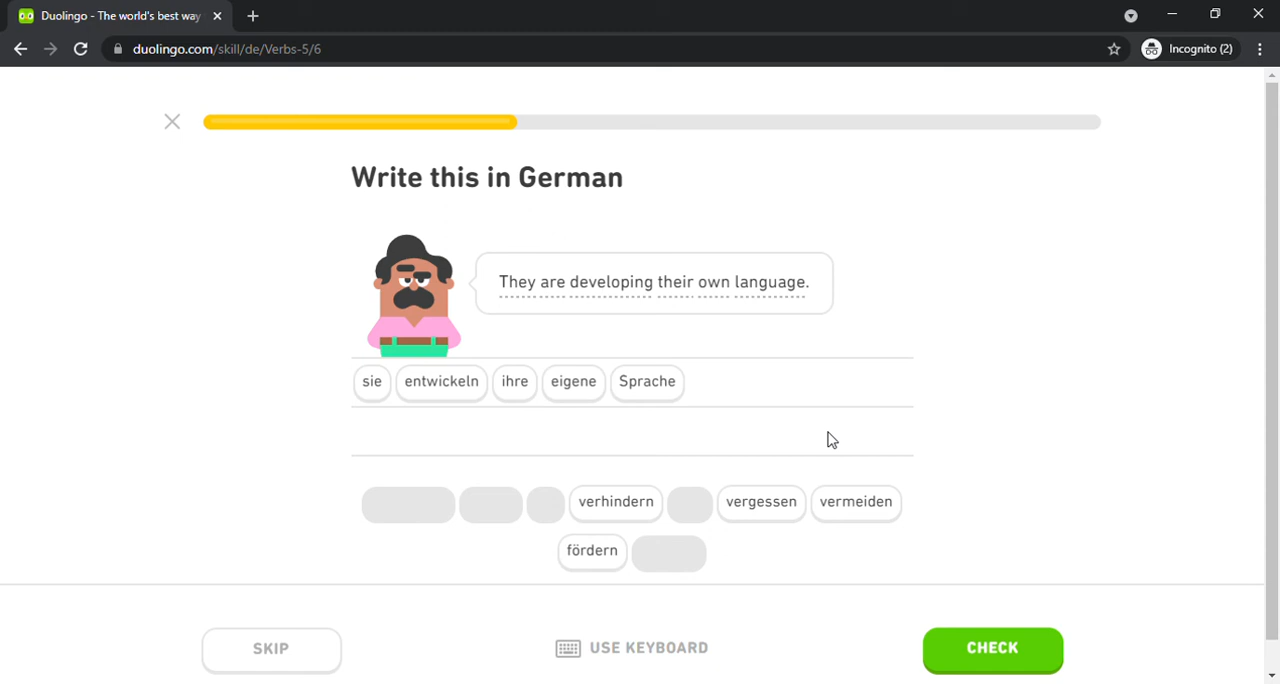 Duolingo - The world's best way
duolingo.com/skill/de/Verbs-5/6
Incognito (2)
Write this in German
They are developing their own language.
sie entwickeln ihre eigene Sprache
verhindern vergessen vermeiden
fördern
SKIP USE KEYBOARD CHECK